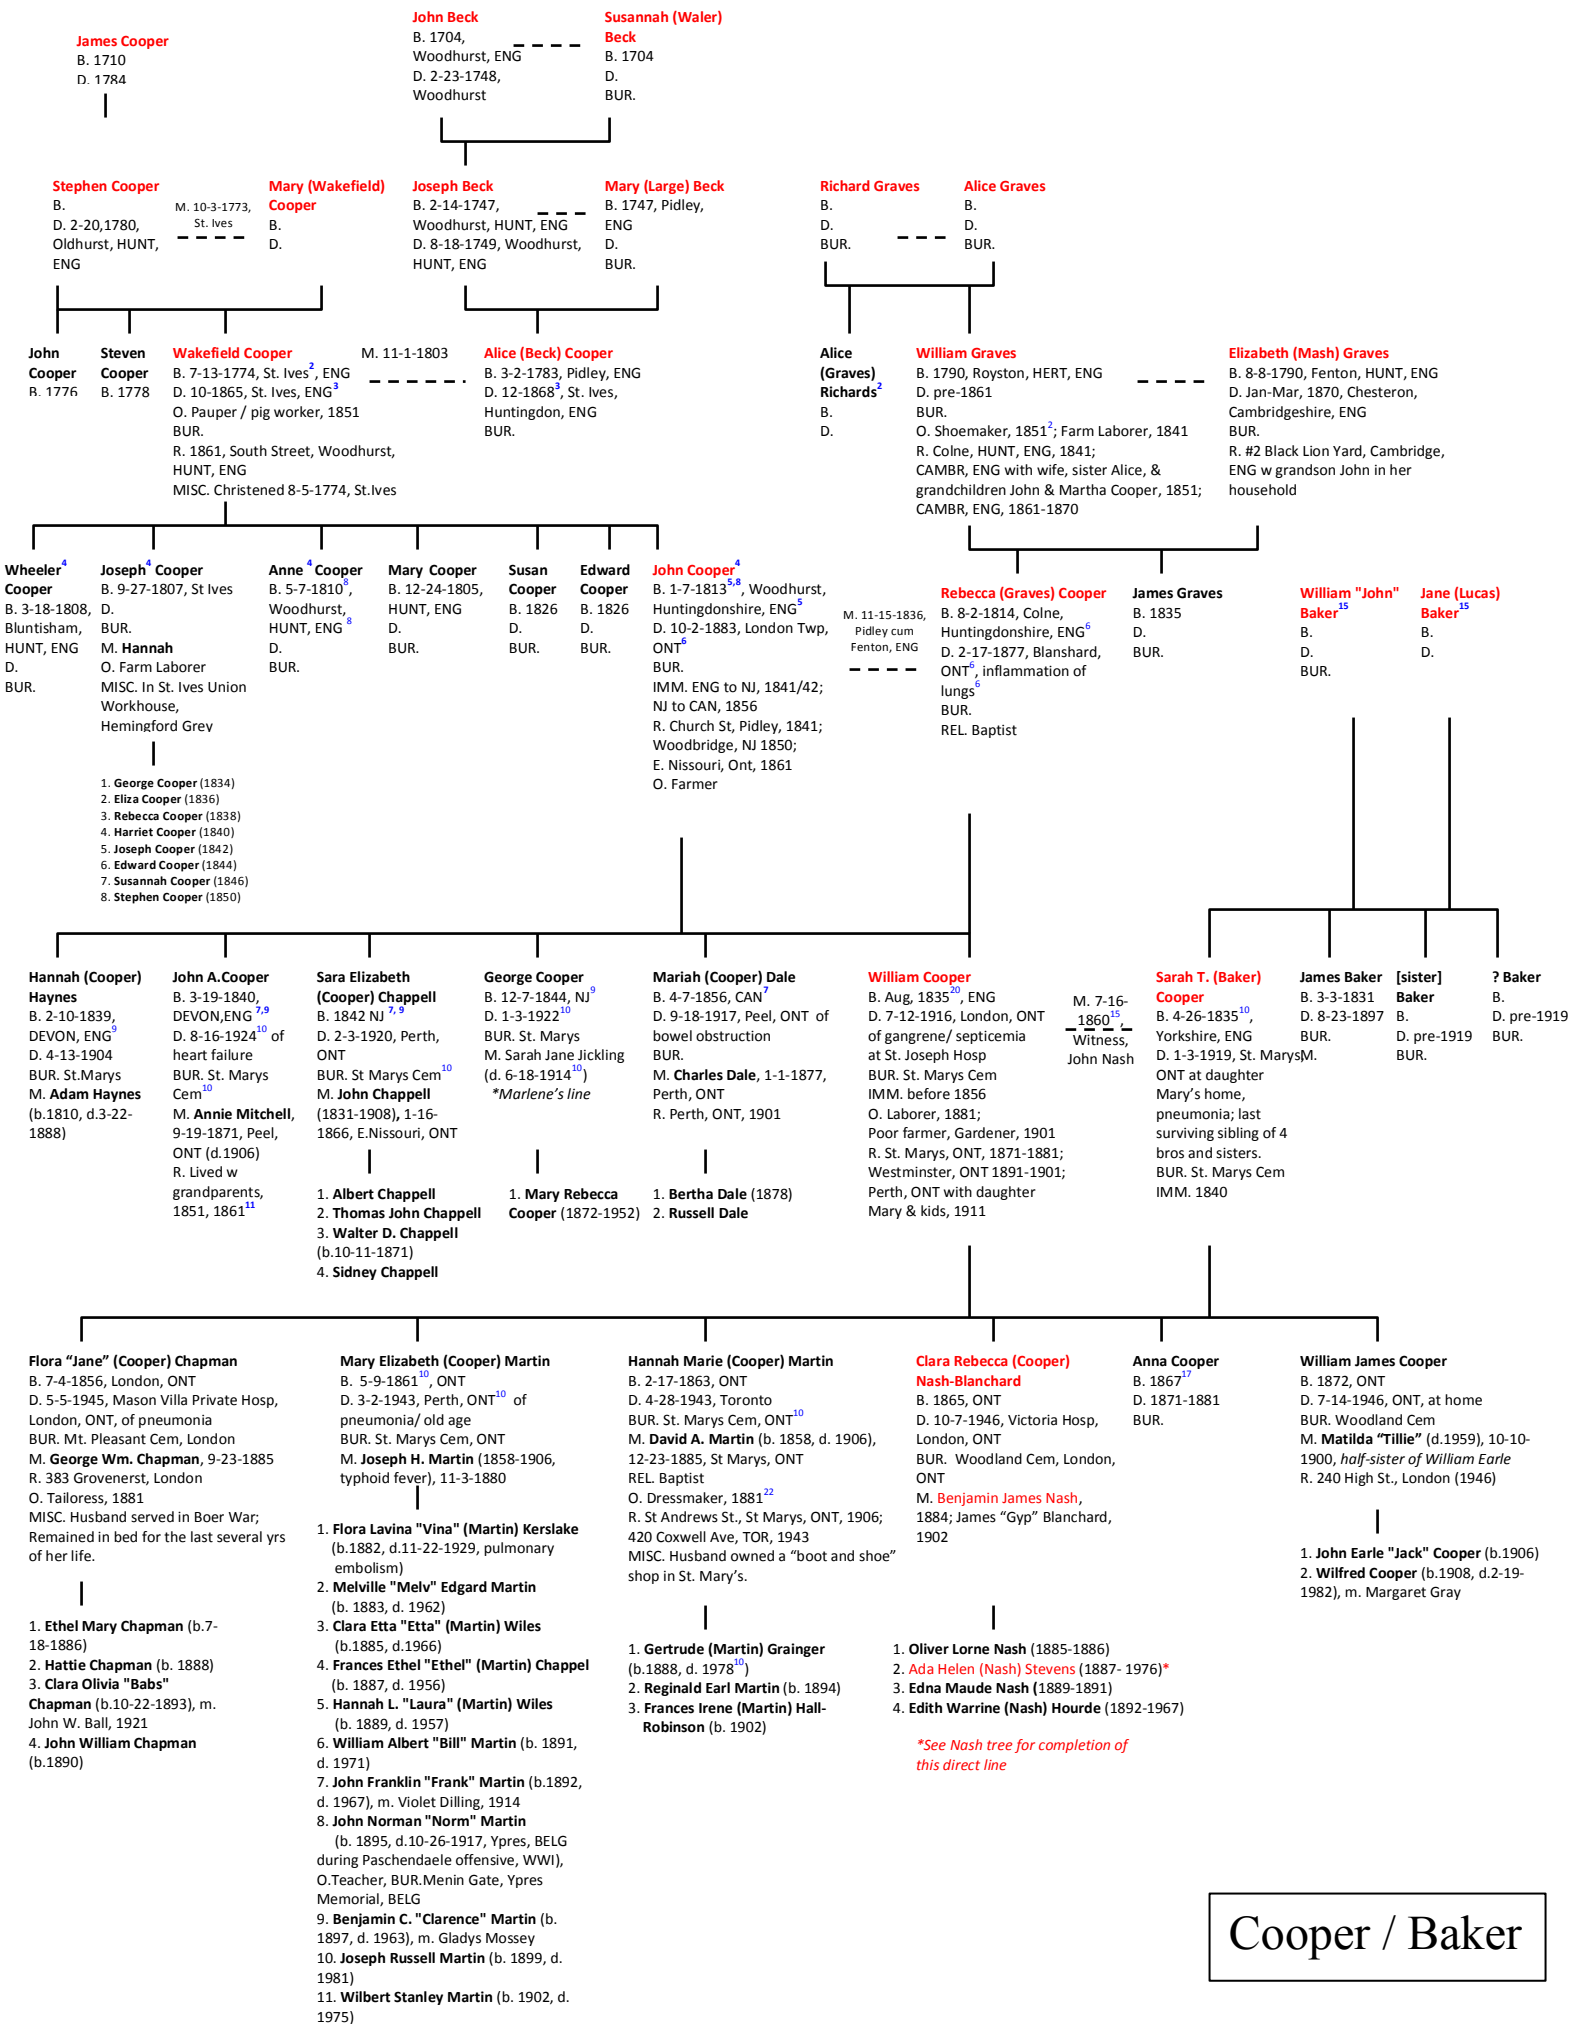 James Cooper
B. 1710
D. 1784
John Beck
B. 1704,
Woodhurst, ENG
D. 2-23-1748,
Woodhurst
Susannah (Waler)
Beck
B. 1704
D.
BUR.
Stephen Cooper
B.
D. 2-20,1780,
Oldhurst, HUNT,
ENG
M. 10-3-1773,
St. Ives
Mary (Wakefield)
Cooper
B.
D.
Joseph Beck
B. 2-14-1747,
Woodhurst, HUNT, ENG
D. 8-18-1749, Woodhurst,
HUNT, ENG
Mary (Large) Beck
B. 1747, Pidley,
ENG
D.
BUR.
Richard Graves
B.
D.
BUR.
Alice Graves
B.
D.
BUR.
John
Cooper
B. 1776
Steven
Cooper
B. 1778
Wakefield Cooper
B. 7-13-1774, St. Ives2, ENG
D. 10-1865, St. Ives, ENG3
O. Pauper / pig worker, 1851
BUR.
R. 1861, South Street, Woodhurst,
HUNT, ENG
MISC. Christened 8-5-1774, St.Ives
M. 11-1-1803
Alice (Beck) Cooper
B. 3-2-1783, Pidley, ENG
D. 12-18683, St. Ives,
Huntingdon, ENG
BUR.
Alice
(Graves)
Richards2
B.
D.
William Graves
B. 1790, Royston, HERT, ENG
D. pre-1861
BUR.
O. Shoemaker, 18512; Farm Laborer, 1841
R. Colne, HUNT, ENG, 1841;
CAMBR, ENG with wife, sister Alice, &
grandchildren John & Martha Cooper, 1851;
CAMBR, ENG, 1861-1870
Elizabeth (Mash) Graves
B. 8-8-1790, Fenton, HUNT, ENG
D. Jan-Mar, 1870, Chesteron,
Cambridgeshire, ENG
BUR.
R. #2 Black Lion Yard, Cambridge,
ENG w grandson John in her
household
Wheeler4
Cooper
B. 3-18-1808,
Bluntisham,
HUNT, ENG
D.
BUR.
Joseph4 Cooper
B. 9-27-1807, St Ives
D.
BUR.
M. Hannah
O. Farm Laborer
MISC. In St. Ives Union
Workhouse,
Hemingford Grey
1. George Cooper (1834)
2. Eliza Cooper (1836)
3. Rebecca Cooper (1838)
4. Harriet Cooper (1840)
5. Joseph Cooper (1842)
6. Edward Cooper (1844)
7. Susannah Cooper (1846)
8. Stephen Cooper (1850)
Anne 4 Cooper
B. 5-7-18108,
Woodhurst,
HUNT, ENG 8
D.
BUR.
Mary Cooper
B. 12-24-1805,
HUNT, ENG
D.
BUR.
Susan
Cooper
B. 1826
D.
BUR.
Edward
Cooper
B. 1826
D.
BUR.
John Cooper4
B. 1-7-18135,8, Woodhurst,
Huntingdonshire, ENG5
D. 10-2-1883, London Twp,
ONT6
BUR.
IMM. ENG to NJ, 1841/42;
NJ to CAN, 1856
R. Church St, Pidley, 1841;
Woodbridge, NJ 1850;
E. Nissouri, Ont, 1861
O. Farmer
M. 11-15-1836,
Pidley cum
Fenton, ENG
Rebecca (Graves) Cooper
B. 8-2-1814, Colne,
Huntingdonshire, ENG6
D. 2-17-1877, Blanshard,
ONT6, inflammation of
lungs6
BUR.
REL. Baptist
James Graves
B. 1835
D.
BUR.
William "John"
Baker15
B.
D.
BUR.
Jane (Lucas)
Baker15
B.
D.
Hannah (Cooper)
Haynes
B. 2-10-1839,
DEVON, ENG9
D. 4-13-1904
BUR. St.Marys
M. Adam Haynes
(b.1810, d.3-22-
1888)
John A.Cooper
B. 3-19-1840,
DEVON,ENG 7,9
D. 8-16-192410 of
heart failure
BUR. St. Marys
Cem10
M. Annie Mitchell,
9-19-1871, Peel,
ONT (d.1906)
R. Lived w
grandparents,
1851, 186111
Sara Elizabeth
(Cooper) Chappell
B. 1842 NJ 7, 9
D. 2-3-1920, Perth,
ONT
BUR. St Marys Cem10
M. John Chappell
(1831-1908), 1-16-
1866, E.Nissouri, ONT
1. Albert Chappell
2. Thomas John Chappell
3. Walter D. Chappell
(b.10-11-1871)
4. Sidney Chappell
George Cooper
B. 12-7-1844, NJ9
D. 1-3-192210
BUR. St. Marys
M. Sarah Jane Jickling
(d. 6-18-191410)
*Marlene's line
1. Mary Rebecca
Cooper (1872-1952)
Mariah (Cooper) Dale
B. 4-7-1856, CAN7
D. 9-18-1917, Peel, ONT of
bowel obstruction
BUR.
M. Charles Dale, 1-1-1877,
Perth, ONT
R. Perth, ONT, 1901
1. Bertha Dale (1878)
2. Russell Dale
William Cooper
B. Aug, 183520, ENG
D. 7-12-1916, London, ONT
of gangrene/ septicemia
at St. Joseph Hosp
BUR. St. Marys Cem
IMM. before 1856
O. Laborer, 1881;
Poor farmer, Gardener, 1901
R. St. Marys, ONT, 1871-1881;
Westminster, ONT 1891-1901;
Perth, ONT with daughter
Mary & kids, 1911
M. 7-16-
186015,
Witness,
John Nash
Sarah T. (Baker)
Cooper
B. 4-26-183510,
Yorkshire, ENG
D. 1-3-1919, St. Marys,
ONT at daughter
Mary's home,
pneumonia; last
surviving sibling of 4
bros and sisters.
BUR. St. Marys Cem
IMM. 1840
James Baker
B. 3-3-1831
D. 8-23-1897
BUR.
M.
[sister]
Baker
B.
D. pre-1919
BUR.
? Baker
B.
D. pre-1919
BUR.
Flora “Jane” (Cooper) Chapman
B. 7-4-1856, London, ONT
D. 5-5-1945, Mason Villa Private Hosp,
London, ONT, of pneumonia
BUR. Mt. Pleasant Cem, London
M. George Wm. Chapman, 9-23-1885
R. 383 Grovenerst, London
O. Tailoress, 1881
MISC. Husband served in Boer War;
Remained in bed for the last several yrs
of her life.
1. Ethel Mary Chapman (b.7-
18-1886)
2. Hattie Chapman (b. 1888)
3. Clara Olivia "Babs"
Chapman (b.10-22-1893), m.
John W. Ball, 1921
4. John William Chapman
(b.1890)
Mary Elizabeth (Cooper) Martin
B. 5-9-186110, ONT
D. 3-2-1943, Perth, ONT10 of
pneumonia/ old age
BUR. St. Marys Cem, ONT
M. Joseph H. Martin (1858-1906,
typhoid fever), 11-3-1880
1. Flora Lavina "Vina" (Martin) Kerslake
(b.1882, d.11-22-1929, pulmonary
embolism)
2. Melville "Melv" Edgard Martin
(b. 1883, d. 1962)
3. Clara Etta "Etta" (Martin) Wiles
(b.1885, d.1966)
4. Frances Ethel "Ethel" (Martin) Chappel
(b. 1887, d. 1956)
5. Hannah L. "Laura" (Martin) Wiles
(b. 1889, d. 1957)
6. William Albert "Bill" Martin (b. 1891,
d. 1971)
7. John Franklin "Frank" Martin (b.1892,
d. 1967), m. Violet Dilling, 1914
8. John Norman "Norm" Martin
(b. 1895, d.10-26-1917, Ypres, BELG
during Paschendaele offensive, WWI),
O.Teacher, BUR.Menin Gate, Ypres
Memorial, BELG
9. Benjamin C. "Clarence" Martin (b.
1897, d. 1963), m. Gladys Mossey
10. Joseph Russell Martin (b. 1899, d.
1981)
11. Wilbert Stanley Martin (b. 1902, d.
1975)
Hannah Marie (Cooper) Martin
B. 2-17-1863, ONT
D. 4-28-1943, Toronto
BUR. St. Marys Cem, ONT10
M. David A. Martin (b. 1858, d. 1906),
12-23-1885, St Marys, ONT
REL. Baptist
O. Dressmaker, 188122
R. St Andrews St., St Marys, ONT, 1906;
420 Coxwell Ave, TOR, 1943
MISC. Husband owned a “boot and shoe”
shop in St. Mary’s.
1. Gertrude (Martin) Grainger
(b.1888, d. 197810)
2. Reginald Earl Martin (b. 1894)
3. Frances Irene (Martin) Hall-
Robinson (b. 1902)
Clara Rebecca (Cooper)
Nash-Blanchard
B. 1865, ONT
D. 10-7-1946, Victoria Hosp,
London, ONT
BUR. Woodland Cem, London,
ONT
M. Benjamin James Nash,
1884; James “Gyp” Blanchard,
1902
1. Oliver Lorne Nash (1885-1886)
2. Ada Helen (Nash) Stevens (1887- 1976)*
3. Edna Maude Nash (1889-1891)
4. Edith Warrine (Nash) Hourde (1892-1967)
*See Nash tree for completion of
this direct line
Anna Cooper
B. 186717
D. 1871-1881
BUR.
William James Cooper
B. 1872, ONT
D. 7-14-1946, ONT, at home
BUR. Woodland Cem
M. Matilda “Tillie” (d.1959), 10-10-
1900, half-sister of William Earle
R. 240 High St., London (1946)
1. John Earle "Jack" Cooper (b.1906)
2. Wilfred Cooper (b.1908, d.2-19-
1982), m. Margaret Gray
Cooper / Baker